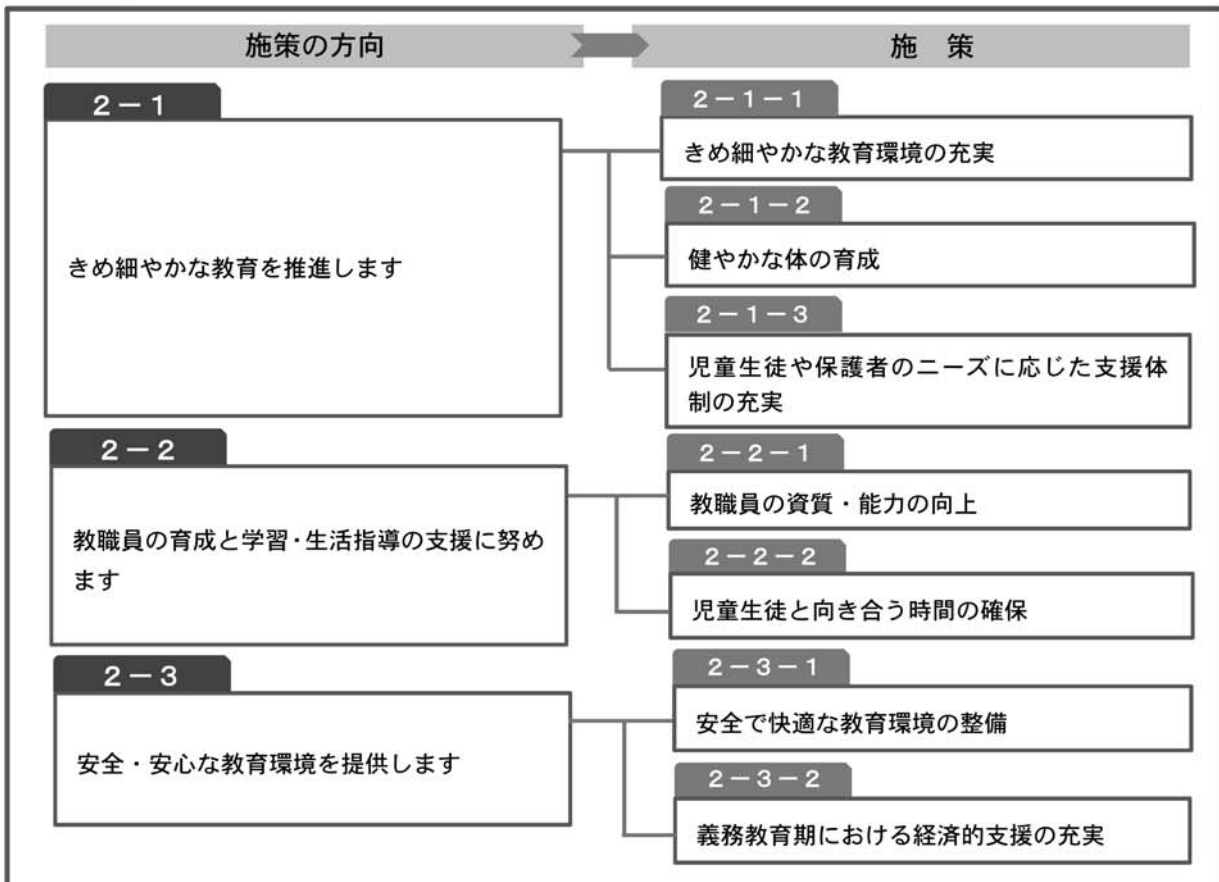 施策の方向
施　策
2－1
きめ細やかな教育を推進します
2－1－1
きめ細やかな教育環境の充実
2－1－2
健やかな体の育成
2－1－3
児童生徒や保護者のニーズに応じた支援体
制の充実
2－2
教職員の育成と学習・生活指導の支援に努め
ます
2－2－1
教職員の資質・能力の向上
2－2－2
児童生徒と向き合う時間の確保
2－3
安全・安心な教育環境を提供します
2－3－1
安全で快適な教育環境の整備
2－3－2
義務教育期における経済的支援の充実